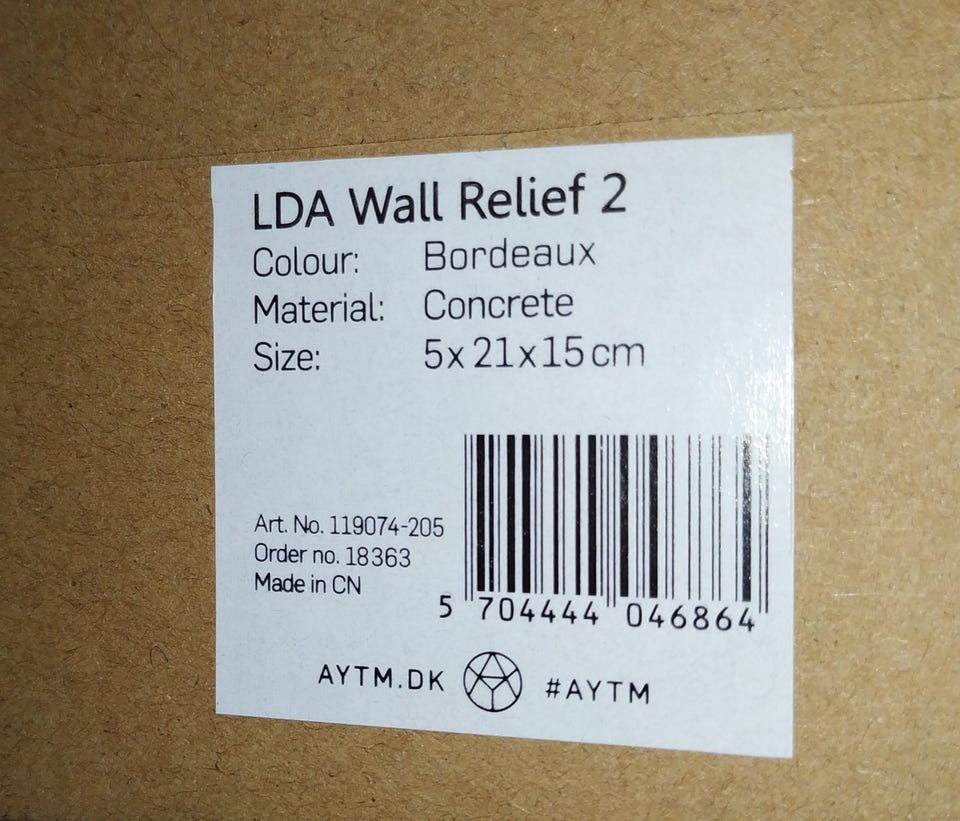 LDA Wall Relief 2
Colour: Bordeaux
Material: Concrete
Size: 5x21x15cm
Art. No. 119074-205
Order no. 18363
Made in CN
5 704444 046864
AYTM.DK #AYTM